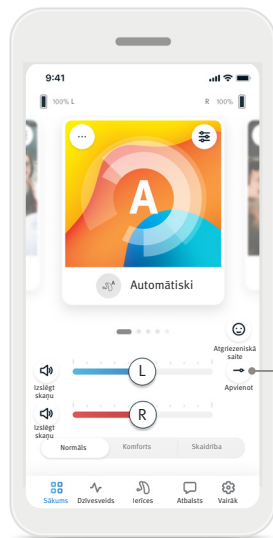 9:41
100% L
R 100%
...
A
A
Automātiski
Atgriezeniskā
saite
L
Izslēgt
skaņu
Apvienot
R
Izslēgt
skaņu
Normāls Komforts Skaidrība
Sākums Dzīvesveids Ierīces Atbalsts Vairāk